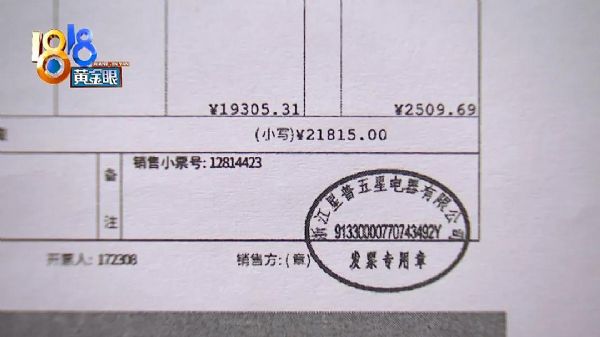 1818
黄金眼
¥19305.31
¥2509.69
(小写)¥21815.00
备注
销售小票号: 12814423
浙江星普五星电器有限公司
91330000770743492Y
发票专用章
开票人: 172308
销售方: (章)